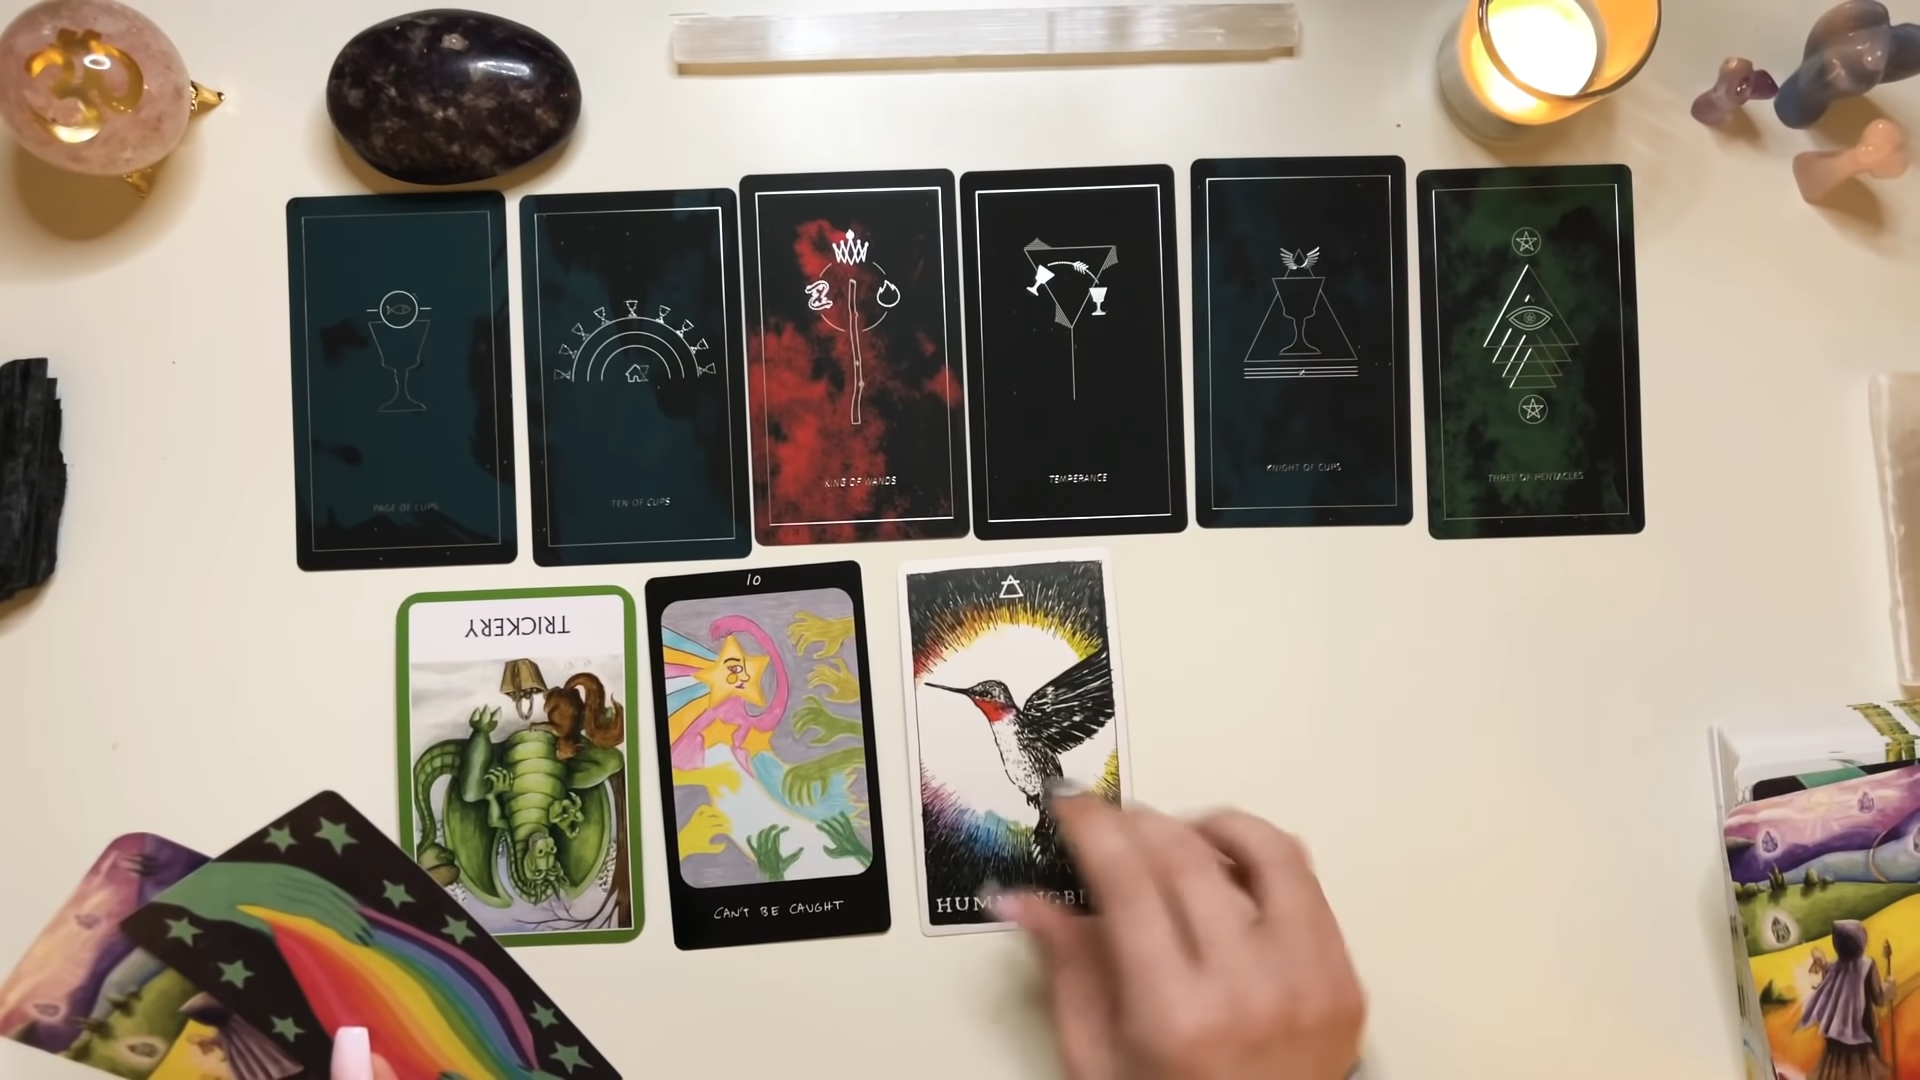 PAGE OF CUPS
TEN OF CUPS
KING OF WANDS
TEMPERANCE
KNIGHT OF CUPS
THREE OF PENTACLES
TRICKERY
10
CAN'T BE CAUGHT
HUMMINGBI